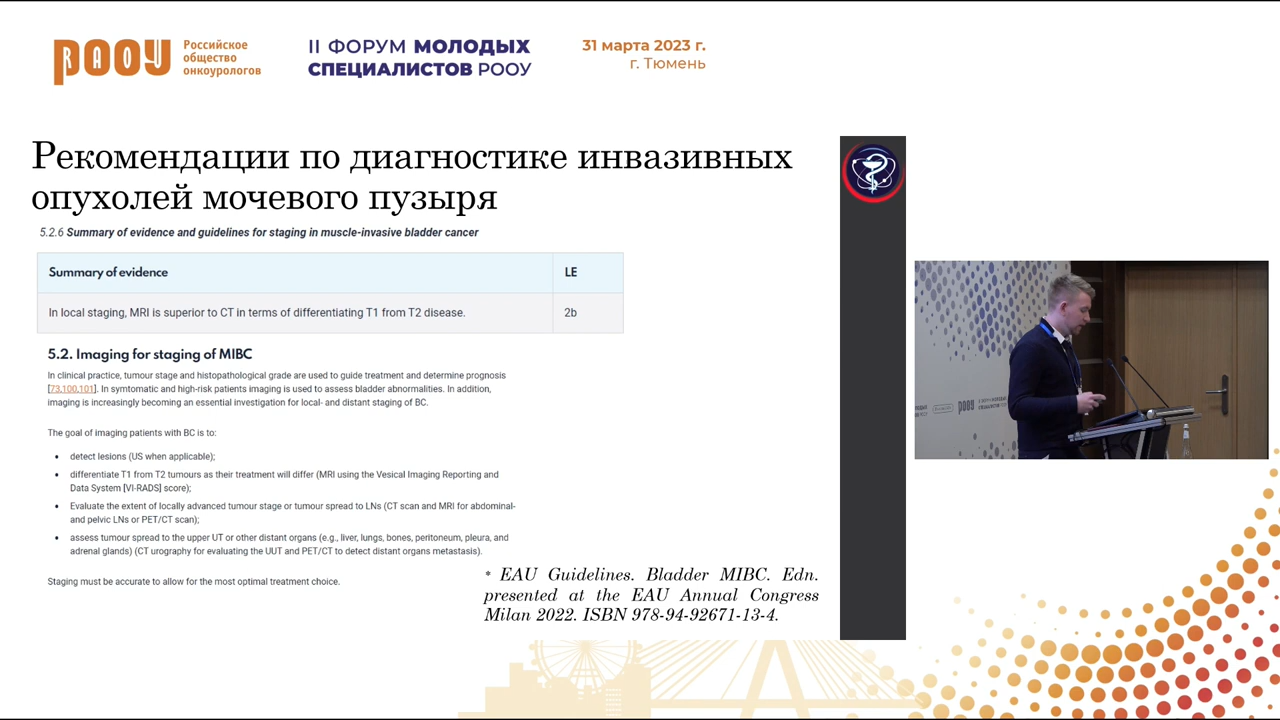 РООУ
RАОU
Российское
общество
онкоурологов
II ФОРУМ МОЛОДЫХ
СПЕЦИАЛИСТОВ РООУ
31 марта 2023 г.
г. Тюмень
Рекомендации по диагностике инвазивных
опухолей мочевого пузыря
5.2.6 Summary of evidence and guidelines for staging in muscle-invasive bladder cancer
Summary of evidence LE
In local staging, MRI is superior to CT in terms of differentiating T1 from T2 disease. 2b
5.2. Imaging for staging of MIBC
In clinical practice, tumour stage and histopathological grade are used to guide treatment and determine prognosis
[73,100,101]. In symtomatic and high-risk patients imaging is used to assess bladder abnormalities. In addition,
imaging is increasingly becoming an essential investigation for local- and distant staging of BC.
The goal of imaging patients with BC is to:
• detect lesions (US when applicable);
• differentiate T1 from T2 tumours as their treatment will differ (MRI using the Vesical Imaging Reporting and
Data System [VI-RADS] score);
• Evaluate the extent of locally advanced tumour stage or tumour spread to LNs (CT scan and MRI for abdominal-
and pelvic LNs or PET/CT scan);
• assess tumour spread to the upper UT or other distant organs (e.g., liver, lungs, bones, peritoneum, pleura, and
adrenal glands) (CT urography for evaluating the UUT and PET/CT to detect distant organs metastasis).
Staging must be accurate to allow for the most optimal treatment choice.
* EAU Guidelines. Bladder MIBC. Edn.
presented at the EAU Annual Congress
Milan 2022. ISBN 978-94-92671-13-4.
РООУ